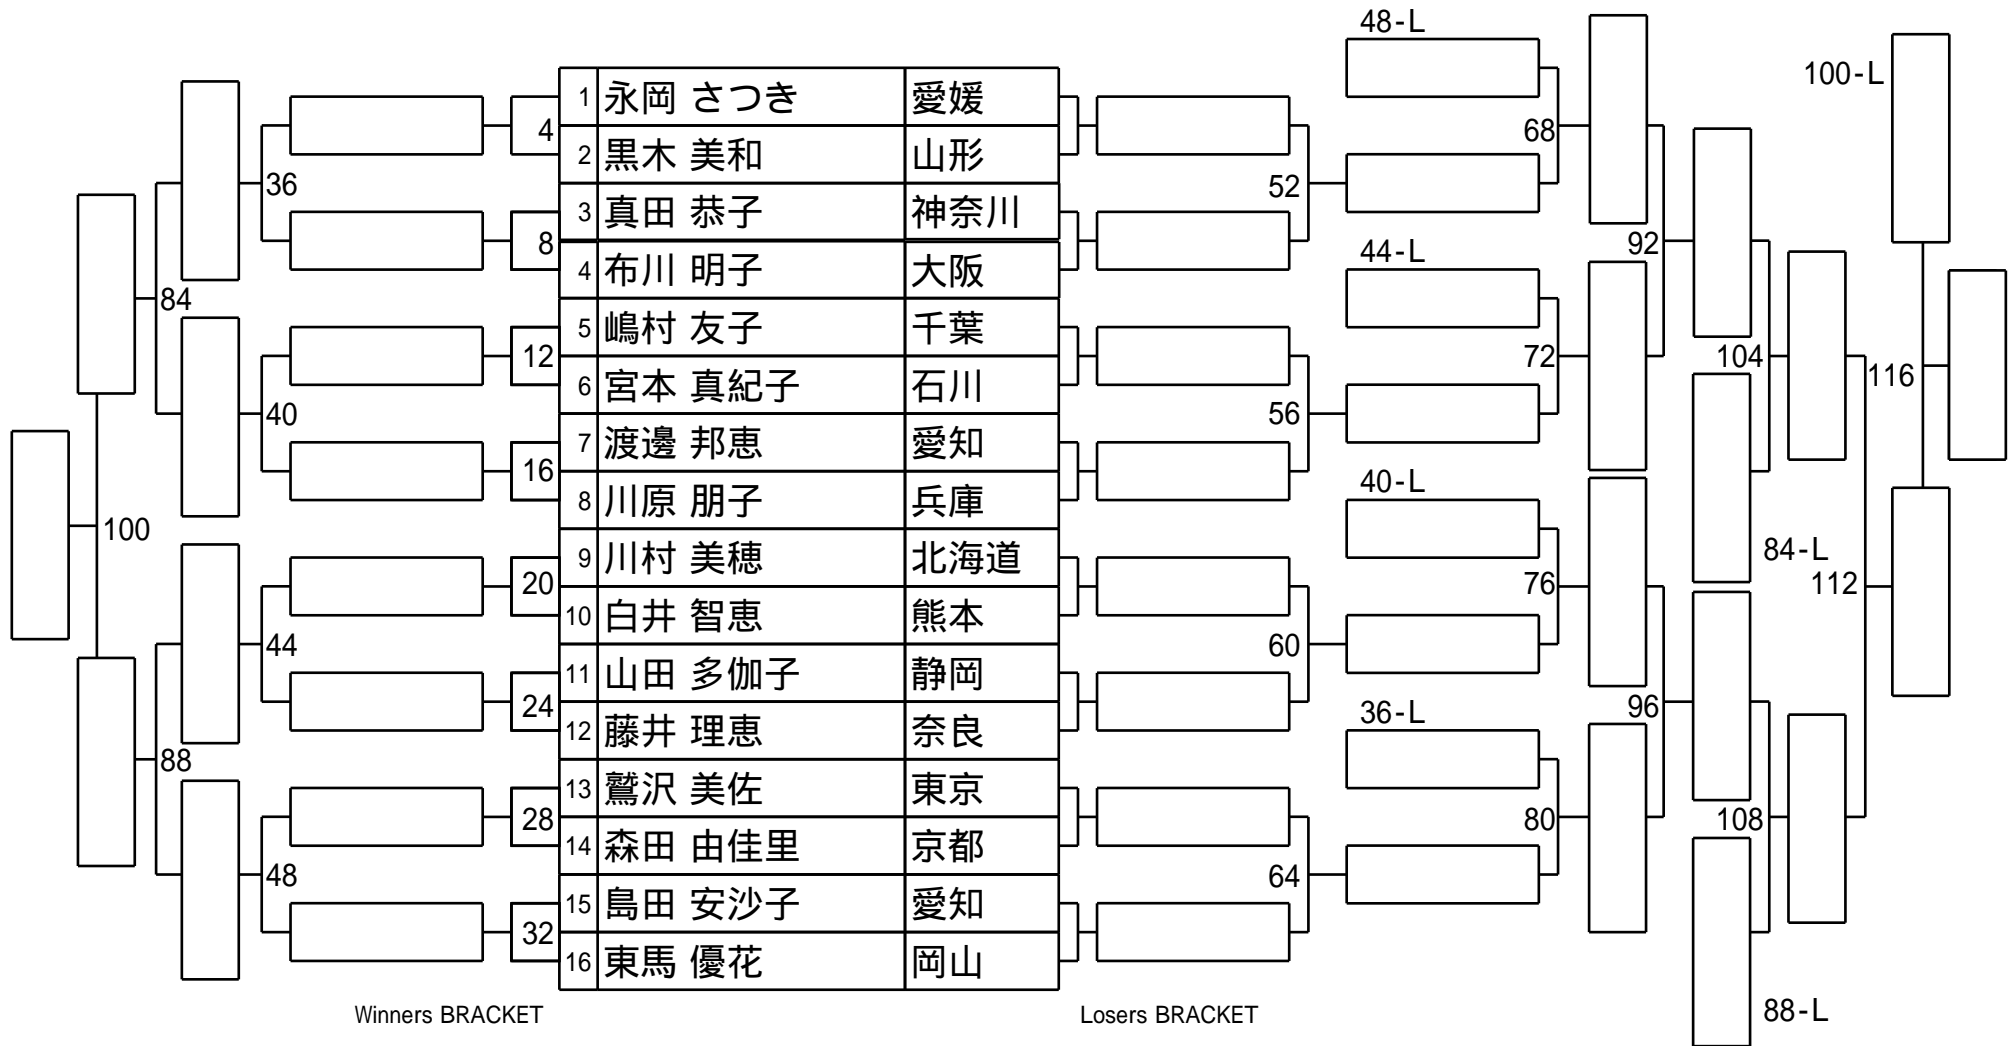 48-L
100-L
1 永岡 さつき 愛媛
4
68
2 黒木 美和 山形
36
52
3 真田 恭子 神奈川
8
44-L
92
4 布川 明子 大阪
84
5 嶋村 友子 千葉
12
72
104
116
6 宮本 真紀子 石川
40
56
7 渡邊 邦恵 愛知
16
40-L
8 川原 朋子 兵庫
100
84-L
9 川村 美穂 北海道
20
76
112
10 白井 智恵 熊本
44
60
11 山田 多伽子 静岡
24
36-L
96
12 藤井 理恵 奈良
88
13 鷲沢 美佐 東京
28
80
108
14 森田 由佳里 京都
48
64
15 島田 安沙子 愛知
32
16 東馬 優花 岡山
Winners BRACKET
Losers BRACKET
88-L